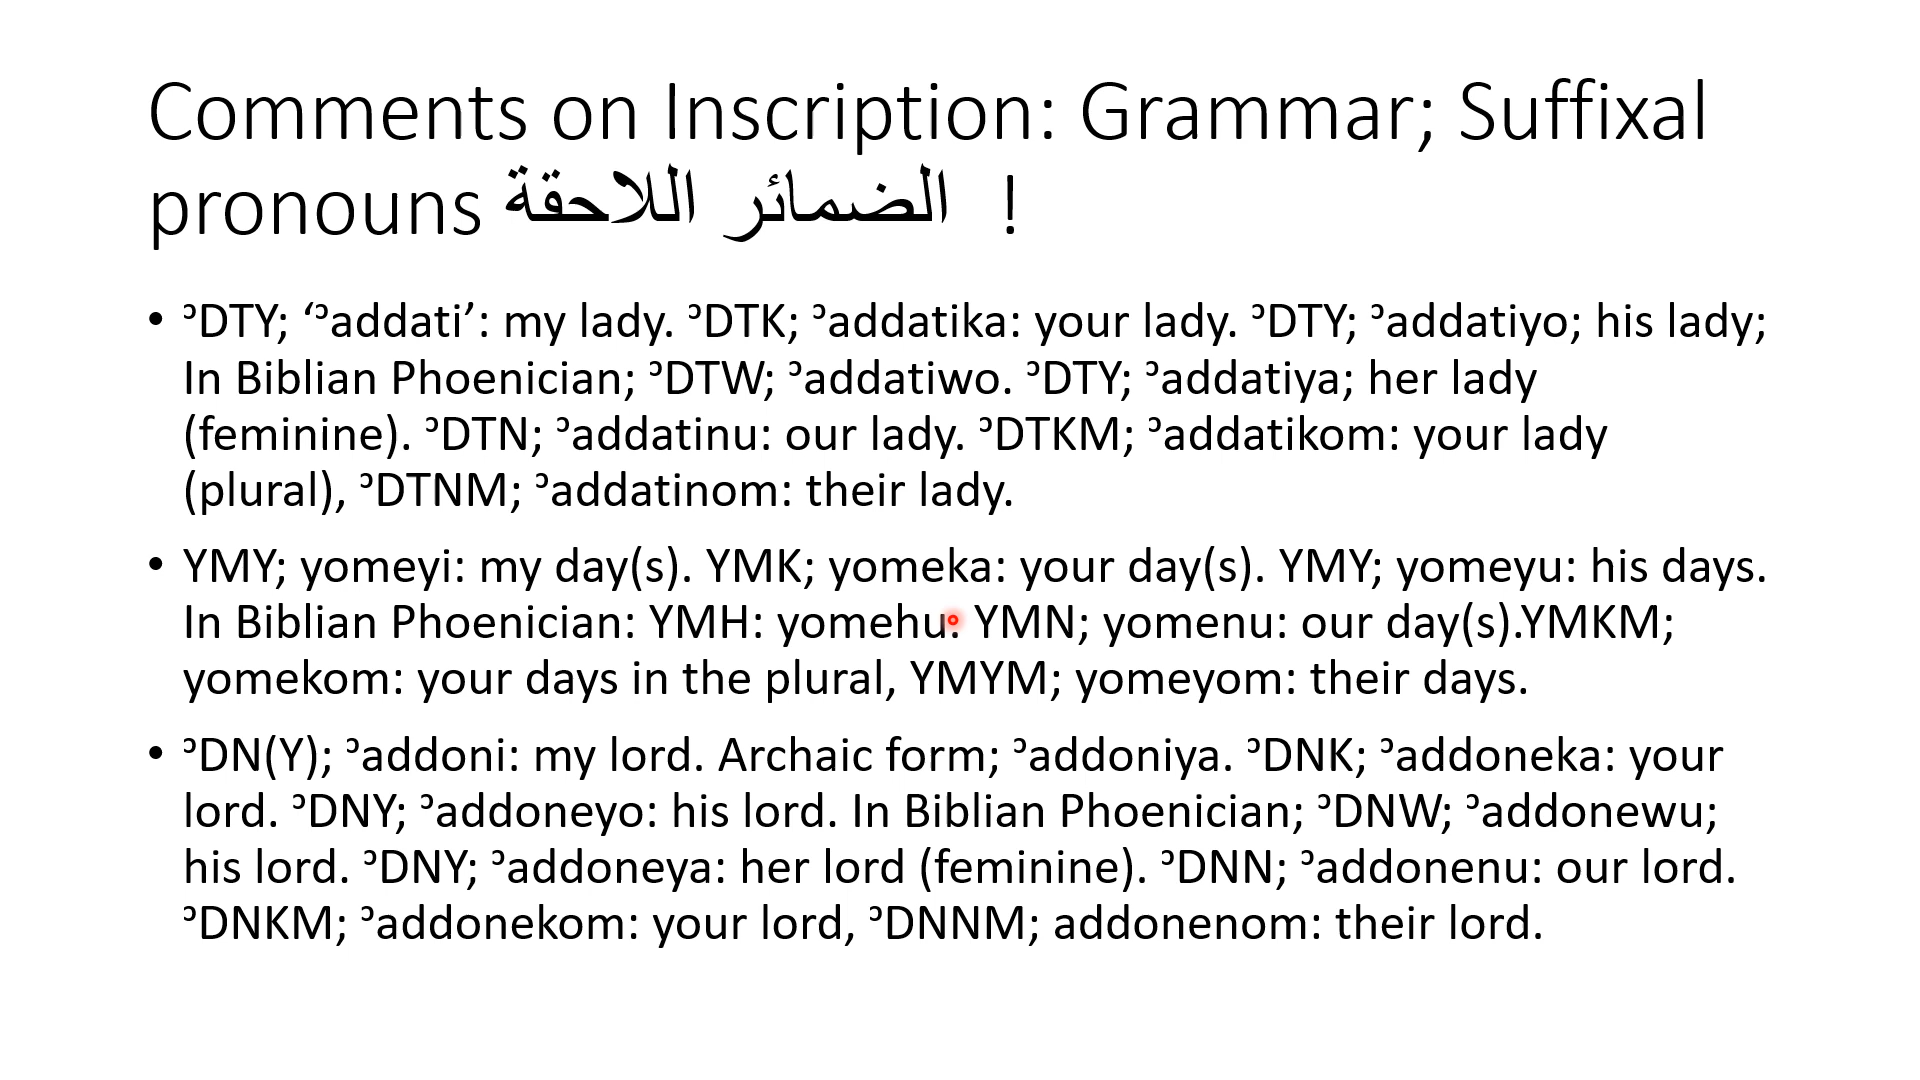 Comments on Inscription: Grammar; Suffixal
pronouns الضمائر اللاحقة !
• ᵓDTY; ‘ᵓaddati’: my lady. ᵓDTK; ᵓaddatika: your lady. ᵓDTY; ᵓaddatiyo; his lady;
In Biblian Phoenician; ᵓDTW; ᵓaddatiwo. ᵓDTY; ᵓaddatiya; her lady
(feminine). ᵓDTN; ᵓaddatinu: our lady. ᵓDTKM; ᵓaddatikom: your lady
(plural), ᵓDTNM; ᵓaddatinom: their lady.
• YMY; yomeyi: my day(s). YMK; yomeka: your day(s). YMY; yomeyu: his days.
In Biblian Phoenician: YMH: yomehu. YMN; yomenu: our day(s).YMKM;
yomekom: your days in the plural, YMYM; yomeyom: their days.
• ᵓDN(Y); ᵓaddoni: my lord. Archaic form; ᵓaddoniya. ᵓDNK; ᵓaddoneka: your
lord. ᵓDNY; ᵓaddoneyo: his lord. In Biblian Phoenician; ᵓDNW; ᵓaddonewu;
his lord. ᵓDNY; ᵓaddoneya: her lord (feminine). ᵓDNN; ᵓaddonenu: our lord.
ᵓDNKM; ᵓaddonekom: your lord, ᵓDNNM; addonenom: their lord.